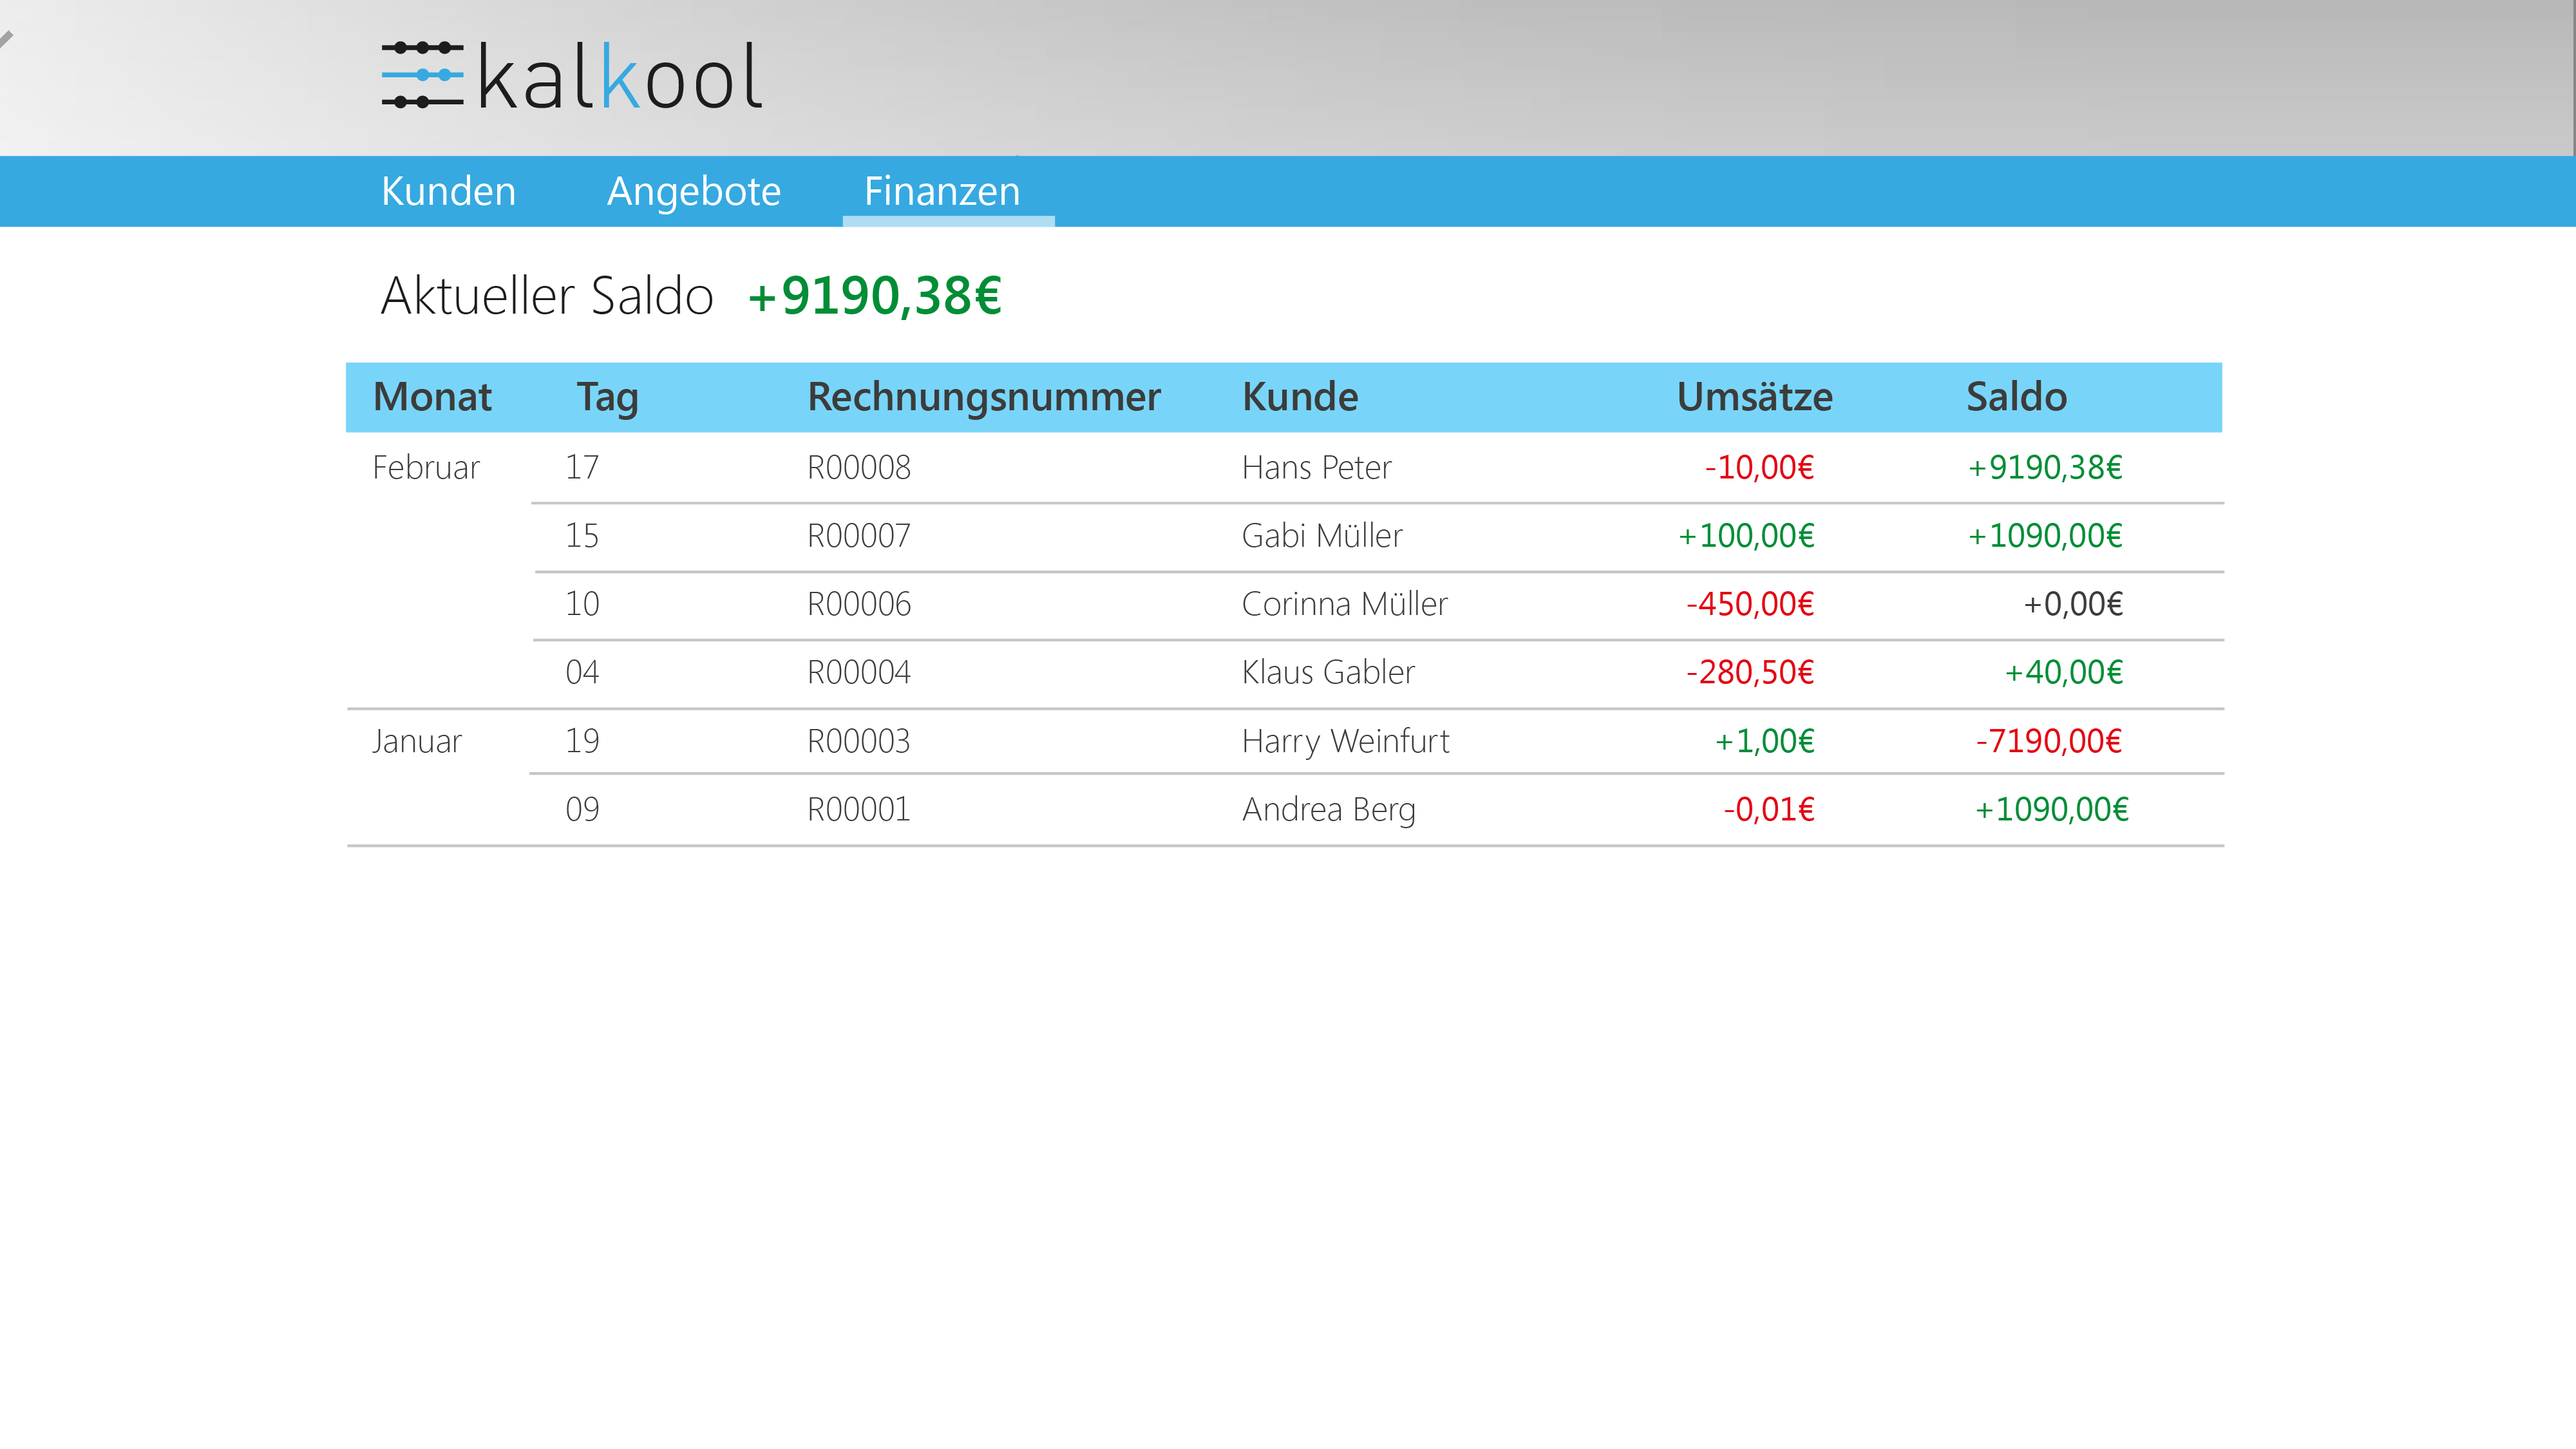 kalkool
Kunden Angebote Finanzen
Aktueller Saldo +9190,38€
Monat Tag Rechnungsnummer Kunde Umsätze Saldo
Februar 17 R00008 Hans Peter -10,00€ +9190,38€
15 R00007 Gabi Müller +100,00€ +1090,00€
10 R00006 Corinna Müller -450,00€ +0,00€
04 R00004 Klaus Gabler -280,50€ +40,00€
Januar 19 R00003 Harry Weinfurt +1,00€ -7190,00€
09 R00001 Andrea Berg -0,01€ +1090,00€